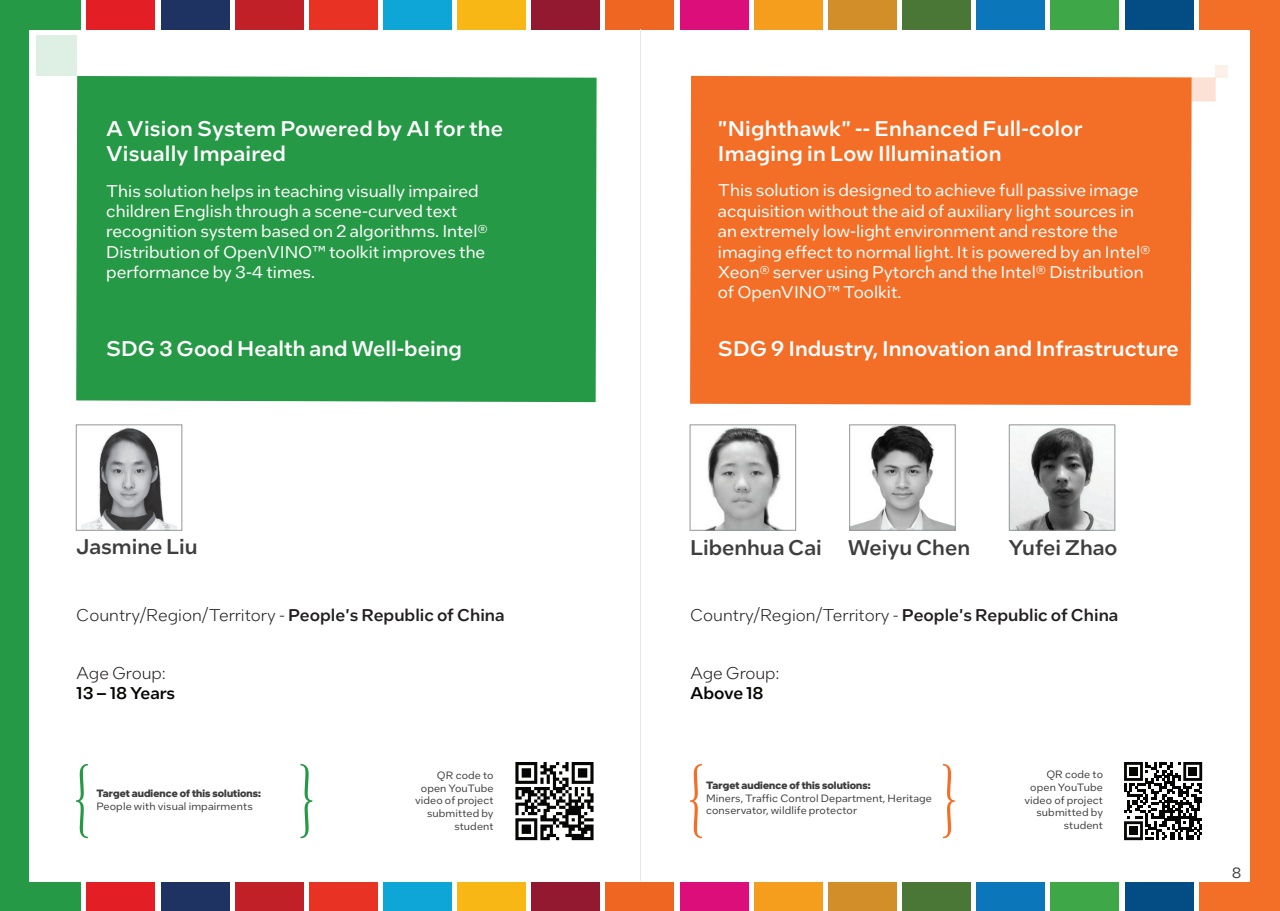 A Vision System Powered by AI for the
Visually Impaired
This solution helps in teaching visually impaired
children English through a scene-curved text
recognition system based on 2 algorithms. Intel®
Distribution of OpenVINO™ toolkit improves the
performance by 3-4 times.
SDG 3 Good Health and Well-being
Jasmine Liu
Country/Region/Territory - People's Republic of China
Age Group:
13 – 18 Years
Target audience of this solutions:
People with visual impairments
QR code to
open YouTube
video of project
submitted by
student
"Nighthawk" -- Enhanced Full-color
Imaging in Low Illumination
This solution is designed to achieve full passive image
acquisition without the aid of auxiliary light sources in
an extremely low-light environment and restore the
imaging effect to normal light. It is powered by an Intel®
Xeon® server using Pytorch and the Intel® Distribution
of OpenVINO™ Toolkit.
SDG 9 Industry, Innovation and Infrastructure
Libenhua Cai
Weiyu Chen
Yufei Zhao
Country/Region/Territory - People's Republic of China
Age Group:
Above 18
Target audience of this solutions:
Miners, Traffic Control Department, Heritage
conservator, wildlife protector
QR code to
open YouTube
video of project
submitted by
student
8